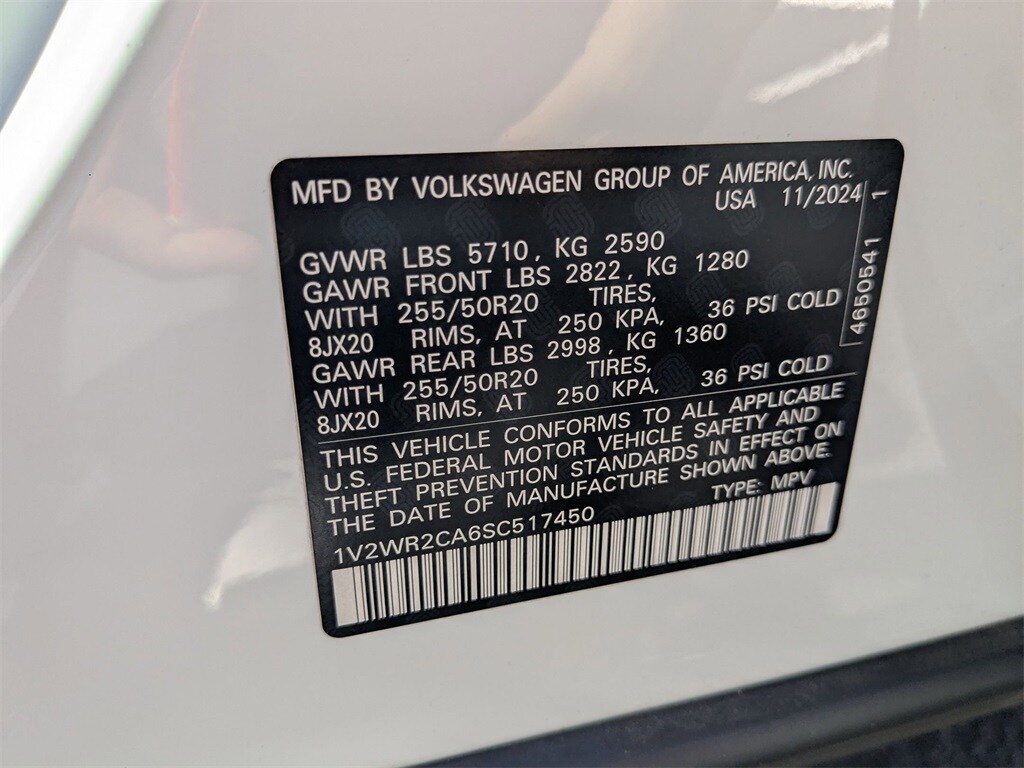 MFD BY VOLKSWAGEN GROUP OF AMERICA, INC.
USA 11/2024
GVWR LBS 5710, KG 2590
GAWR FRONT LBS 2822, KG 1280
WITH 255/50R20 TIRES,
8JX20 RIMS, AT 250 KPA, 36 PSI COLD
GAWR REAR LBS 2998, KG 1360
WITH 255/50R20 TIRES,
8JX20 RIMS, AT 250 KPA, 36 PSI COLD
THIS VEHICLE CONFORMS TO ALL APPLICABLE
U.S. FEDERAL MOTOR VEHICLE SAFETY AND
THEFT PREVENTION STANDARDS IN EFFECT ON
THE DATE OF MANUFACTURE SHOWN ABOVE.
1V2WR2CA6SC517450 TYPE: MPV
4650541 1